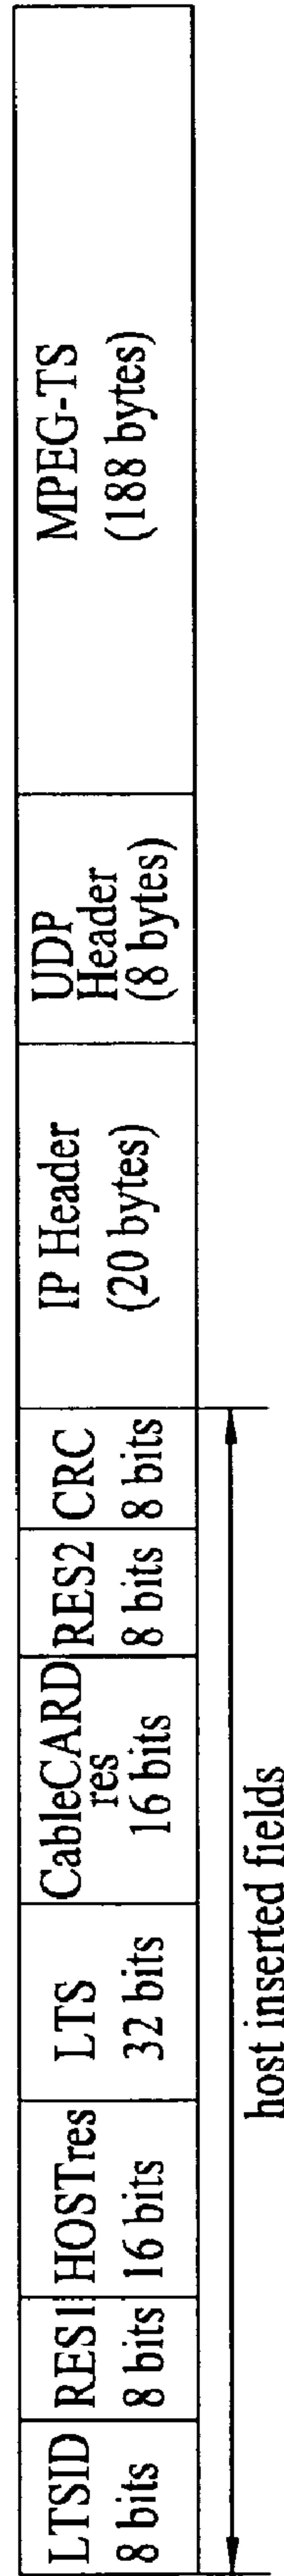 LTSID
8 bits
RES1
8 bits
HOSTres
16 bits
LTS
32 bits
CableCARD
res
16 bits
RES2
8 bits
CRC
8 bits
IP Header
(20 bytes)
UDP
Header
(8 bytes)
MPEG-TS
(188 bytes)
host inserted fields